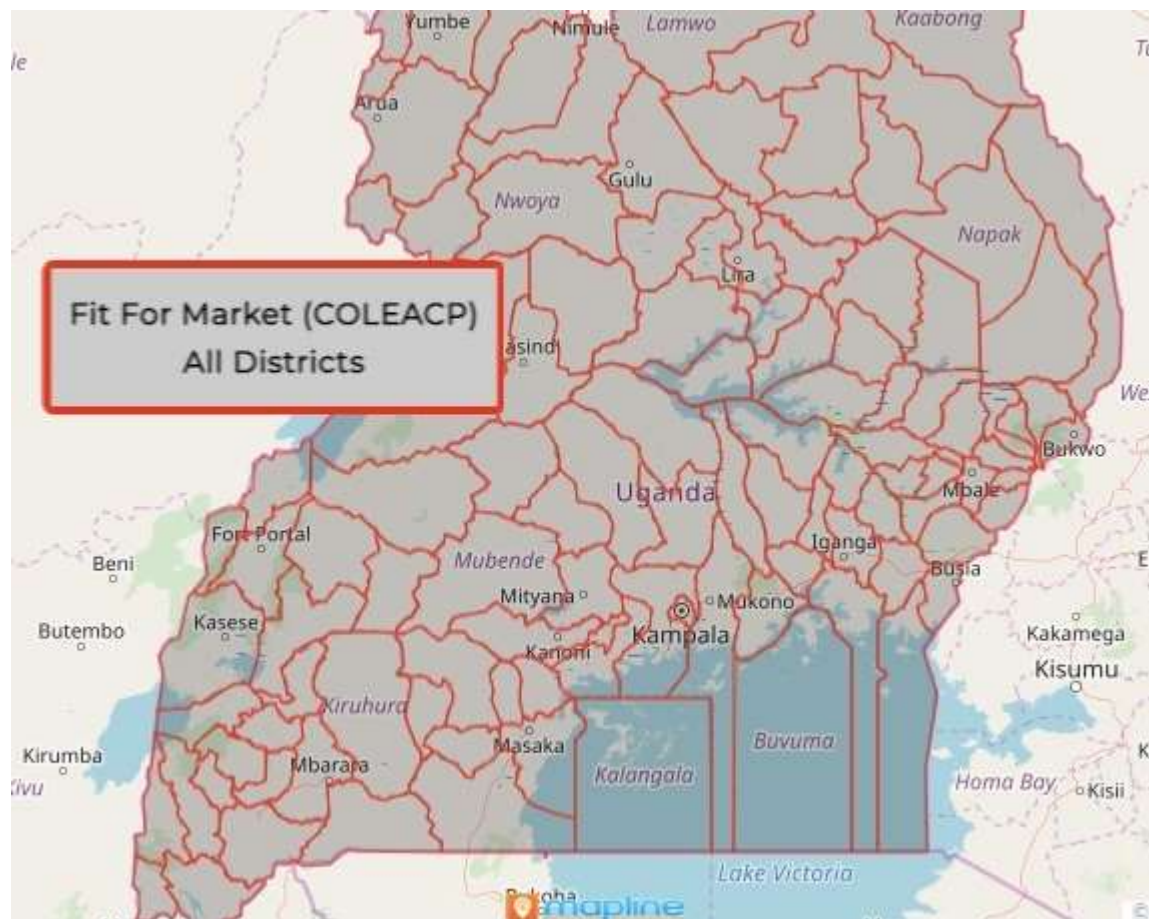 Yumbe
Nimule
Lamwo
Kaabong
Arua
Gulu
Nwoya
Napak
Lira
Fit For Market (COLEACP)
All Districts
asindi
Bukwo
Mbale
Uganda
Fort Portal
Iganga
Beni
Mubende
Busia
Mityana
Mukono
Butembo
Kasese
Kampala
Kakamega
Kanoni
Kisumu
Kiruhura
Masaka
Buvuma
Kirumba
Mbarara
Kalangala
Homa Bay
Kisii
Lake Victoria
mapline
©